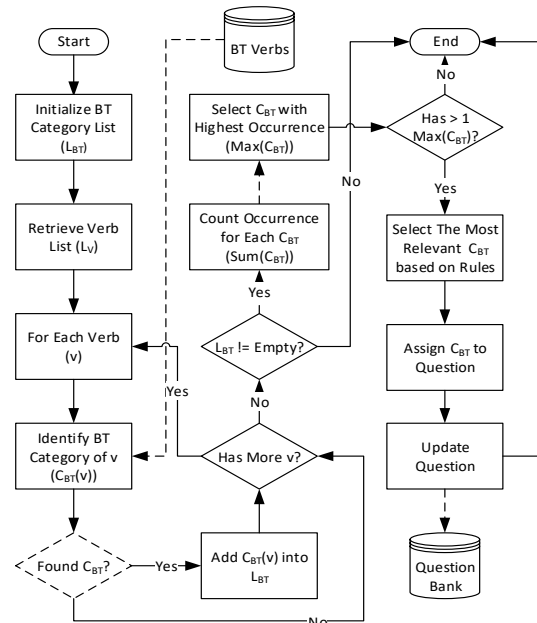 Start
BT Verbs
End
Initialize BT
Category List
(LBT)
Select CBT with
Highest Occurrence
(Max(CBT))
No
Has > 1
Max(CBT)?
No
Yes
Retrieve Verb
List (LV)
Count Occurrence
for Each CBT
(Sum(CBT))
Select The Most
Relevant CBT
based on Rules
Yes
For Each Verb
(v)
LBT != Empty?
Assign CBT to
Question
Yes
No
Identify BT
Category of v
(CBT(v))
Has More v?
Update
Question
Found CBT?
Yes
Add CBT(v) into
LBT
Question
Bank
No